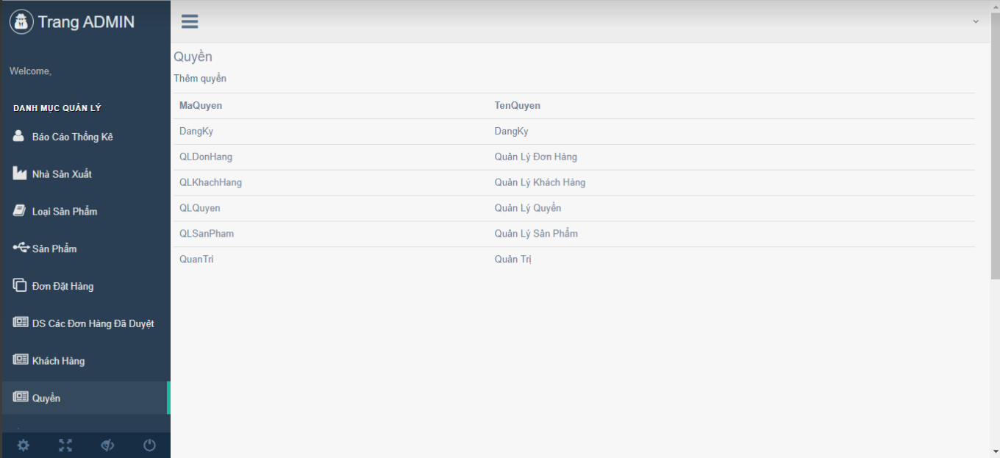 Trang ADMIN
Welcome,
DANH MỤC QUẢN LÝ
Báo Cáo Thống Kê
Nhà Sản Xuất
Loại Sản Phẩm
Sản Phẩm
Đơn Đặt Hàng
DS Các Đơn Hàng Đã Duyệt
Khách Hàng
Quyền
Quyền
Thêm quyền
MaQuyen TenQuyen
DangKy DangKy
QLDonHang Quản Lý Đơn Hàng
QLKhachHang Quản Lý Khách Hàng
QLQuyen Quản Lý Quyền
QLSanPham Quản Lý Sản Phẩm
QuanTri Quản Trị